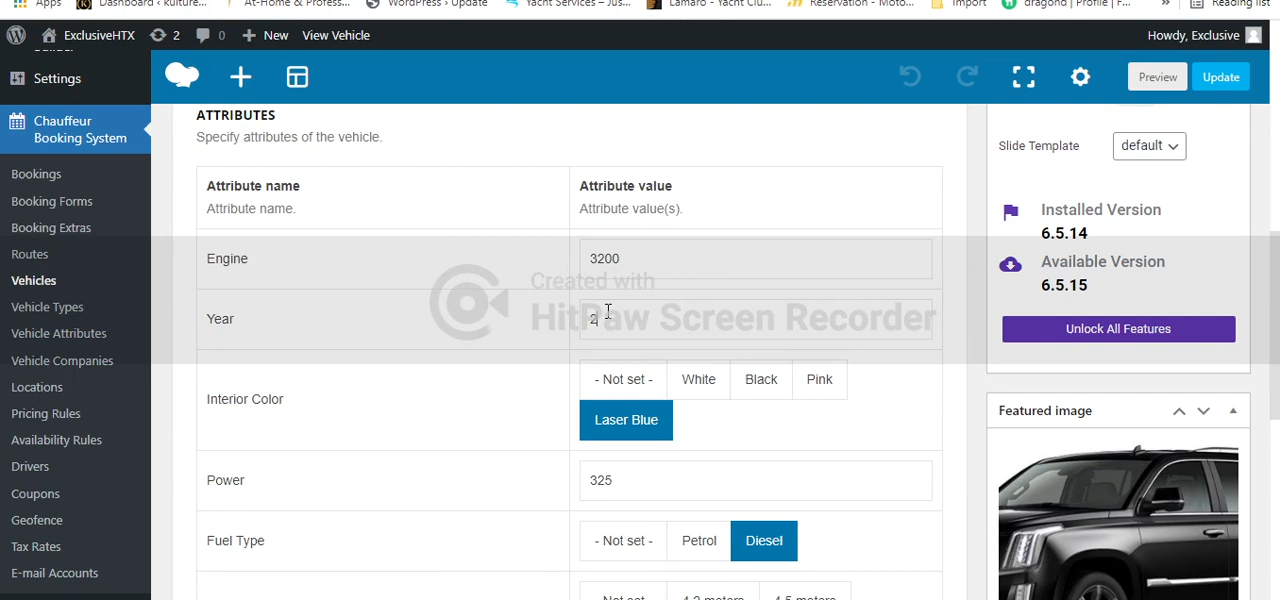 Apps
Dashboard ‹ kulture...
At-Home & Profess...
WordPress › Update
Yacht Services – Jus...
Lamaro - Yacht Clu...
Reservation - Moto...
Import
dragond | Profile | F...
»
Reading list
ExclusiveHTX
2
0
New
View Vehicle
Howdy, Exclusive
Settings
Preview
Update
Chauffeur
Booking System
Bookings
Booking Forms
Booking Extras
Routes
Vehicles
Vehicle Types
Vehicle Attributes
Vehicle Companies
Locations
Pricing Rules
Availability Rules
Drivers
Coupons
Geofence
Tax Rates
E-mail Accounts
ATTRIBUTES
Specify attributes of the vehicle.
Attribute name
Attribute name.
Attribute value
Attribute value(s).
Engine
3200
Year
2
Interior Color
- Not set -
White
Black
Pink
Laser Blue
Power
325
Fuel Type
- Not set -
Petrol
Diesel
- Not set -
4.2 meters
4.5 meters
Created with
HitPaw Screen Recorder
Slide Template
default
Installed Version
6.5.14
Available Version
6.5.15
Unlock All Features
Featured image